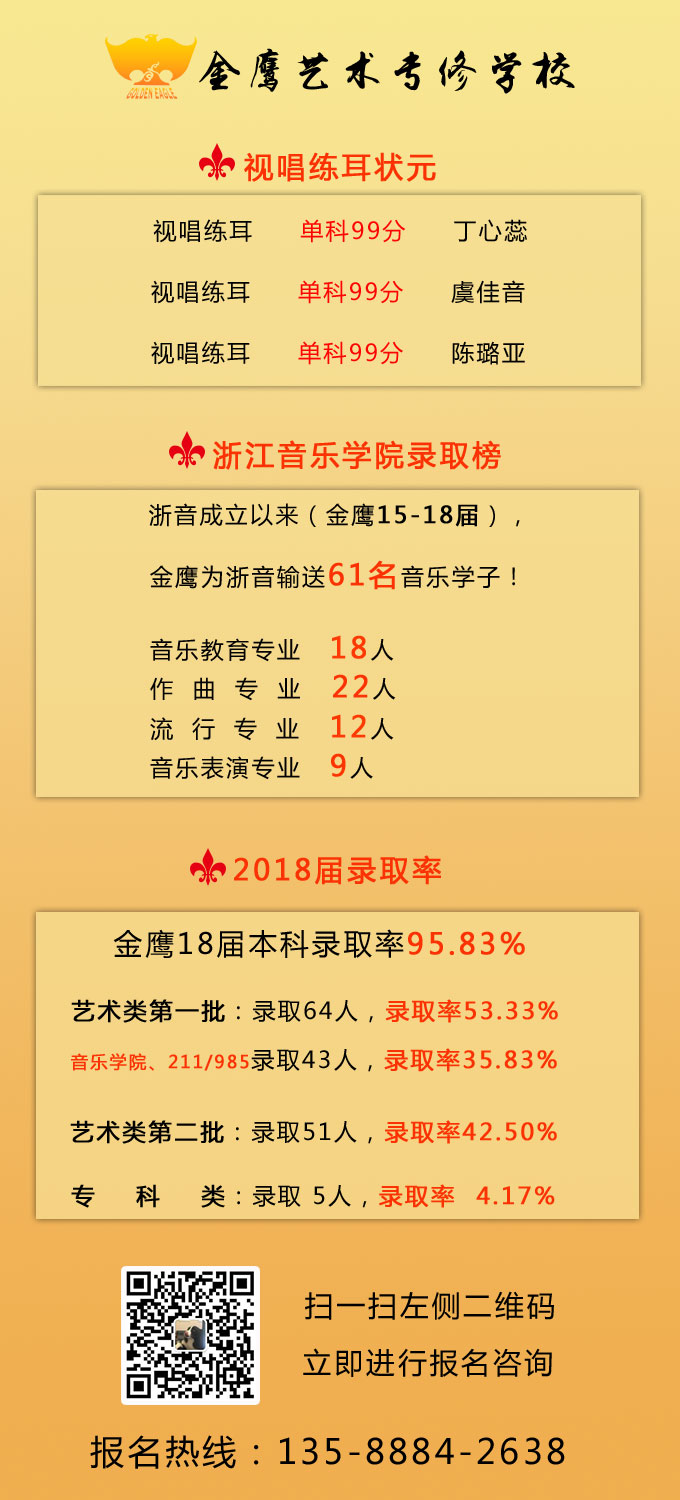 GOLDEN EAGLE
金鹰艺术专修学校
视唱练耳状元
视唱练耳 单科99分 丁心蕊
视唱练耳 单科99分 虞佳音
视唱练耳 单科99分 陈璐亚
浙江音乐学院录取榜
浙音成立以来（金鹰15-18届），
金鹰为浙音输送61名音乐学子！
音乐教育专业 18人
作曲专业 22人
流行专业 12人
音乐表演专业 9人
2018届录取率
金鹰18届本科录取率95.83%
艺术类第一批：录取64人，录取率53.33%
音乐学院、211/985录取43人，录取率35.83%
艺术类第二批：录取51人，录取率42.50%
专科类：录取 5人，录取率 4.17%
扫一扫左侧二维码
立即进行报名咨询
报名热线：135-8884-2638